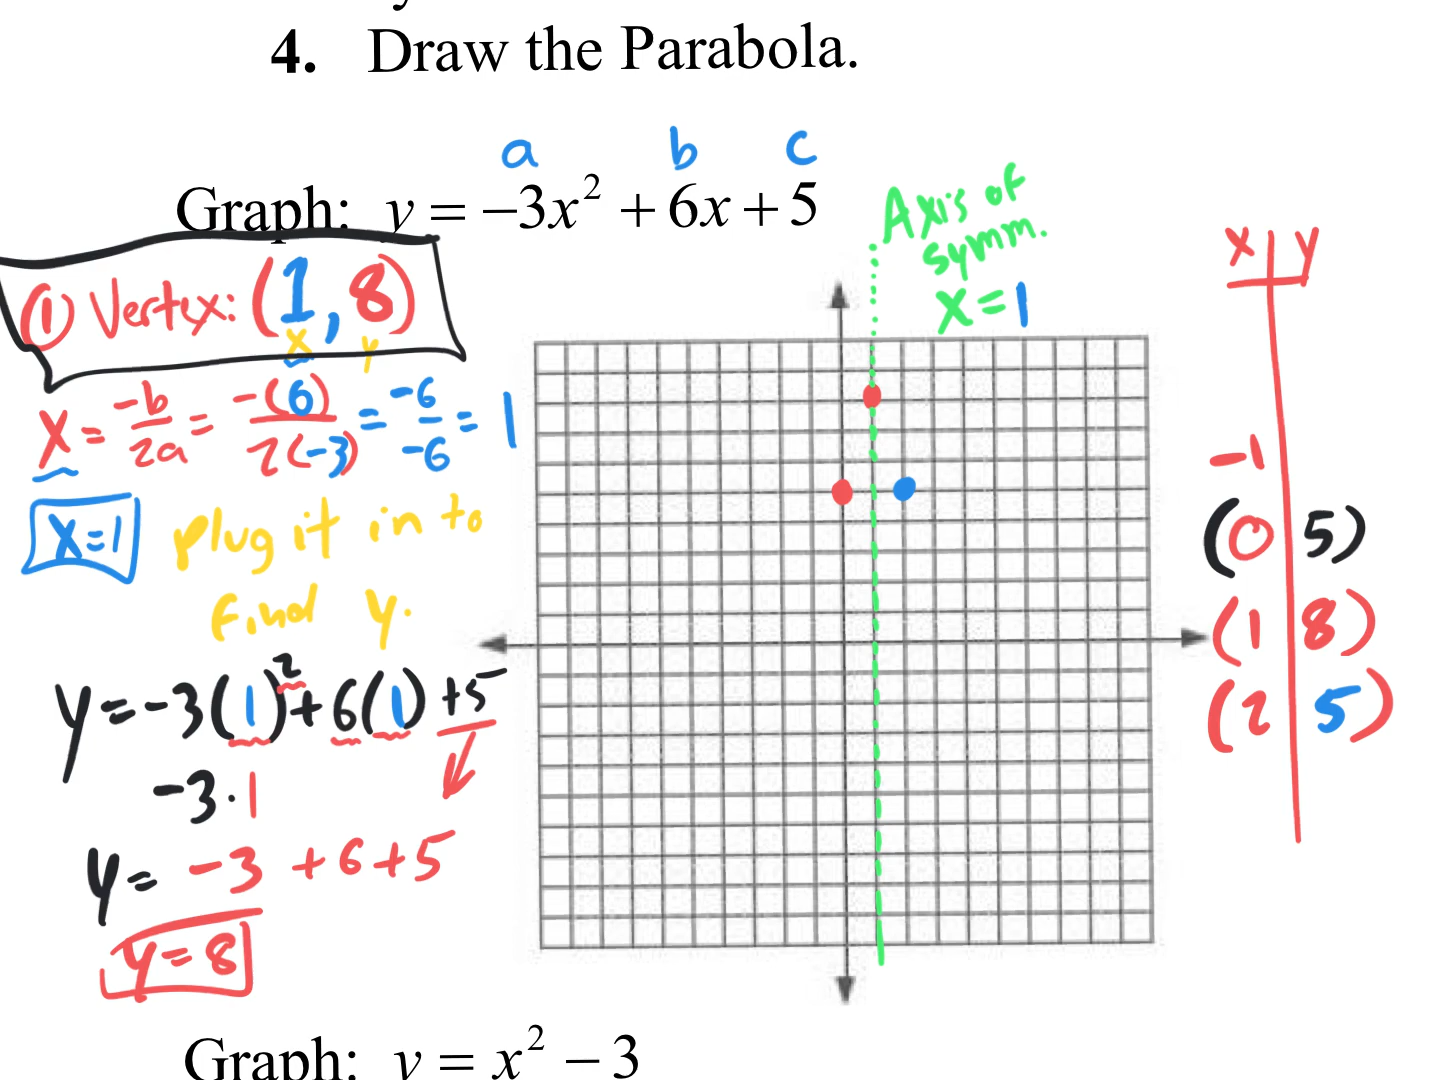 4. Draw the Parabola.
a b c
Graph: y = −3x² + 6x + 5
Axis of
symm.
x = 1
① Vertex: (1, 8)
x y
x = -b/2a = -(6)/2(-3) = -6/-6 = 1
x=1 plug it in to
find y.
y = -3(1)² + 6(1) + 5
-3·1
y = -3 + 6 + 5
y = 8
x | y
-1
(0 | 5)
(1 | 8)
(2 | 5)
Graph: y = x² − 3